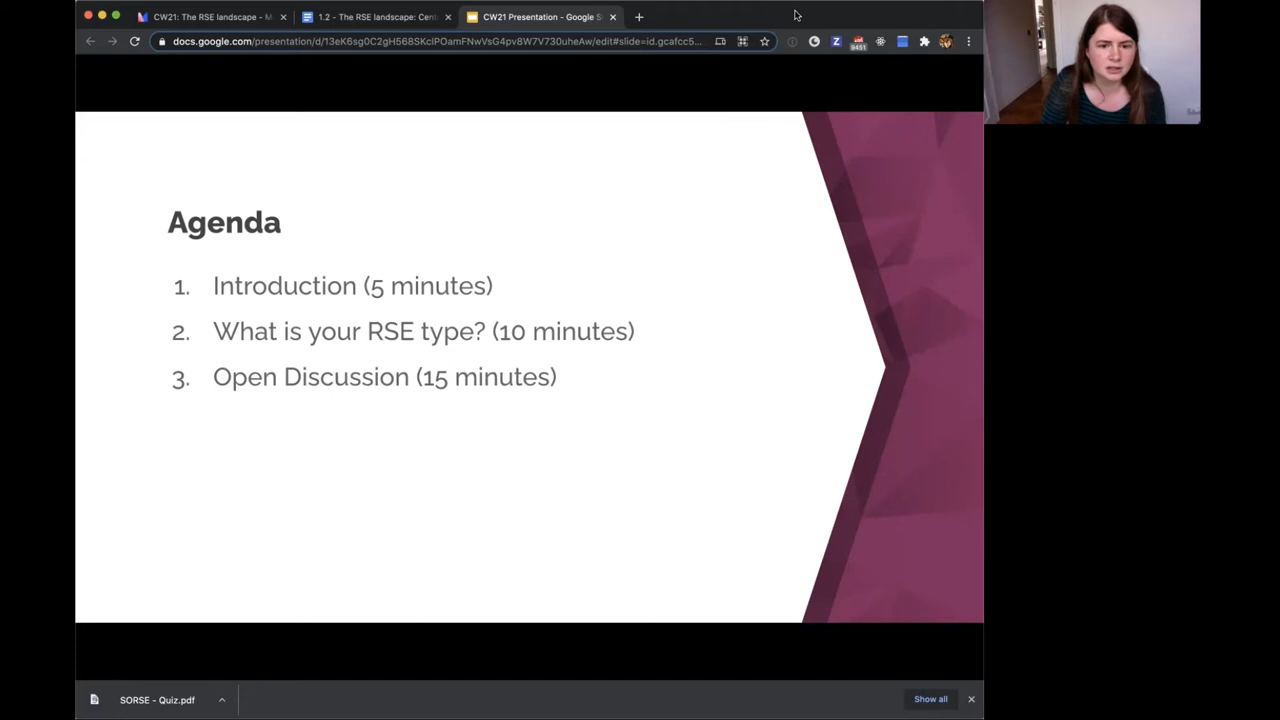 CW21: The RSE landscape - M
1.2 - The RSE landscape: Cent
CW21 Presentation - Google S
docs.google.com/presentation/d/13eK6sg0C2gH568SKclPOamFNwVsG4pv8W7V730uheAw/edit#slide=id.gcafcc5...
9451
Agenda
1. Introduction (5 minutes)
2. What is your RSE type? (10 minutes)
3. Open Discussion (15 minutes)
SORSE - Quiz.pdf
Show all